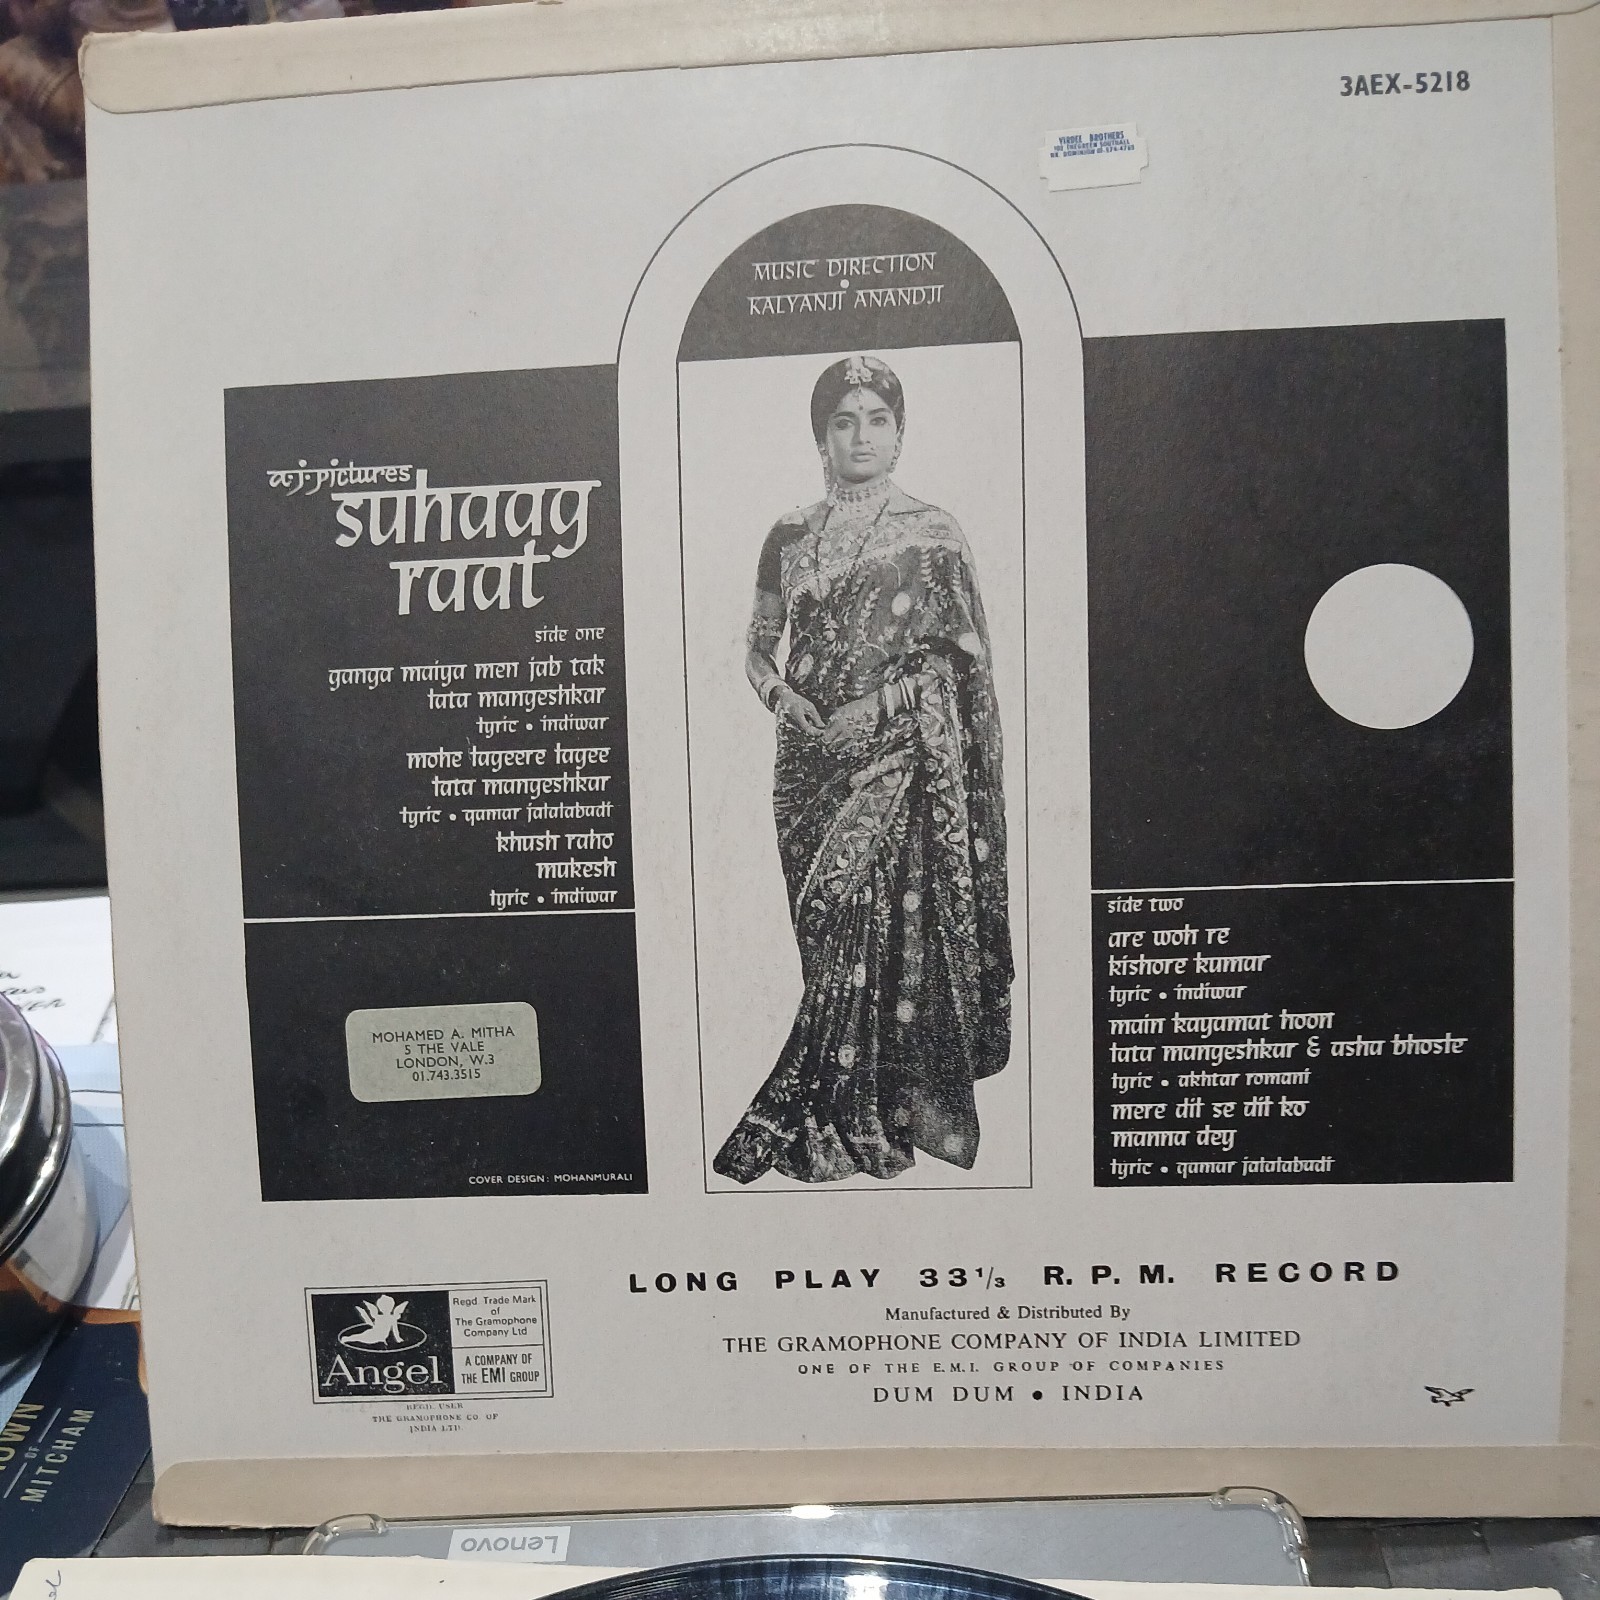 3AEX-5218
VIRDEE BROTHERS
102 THEGREEN SOUTHALL
MUSIC DIRECTION
•
KALYANJI ANANDJI
a.j.pictures
suhaag
raat
side one
ganga maiya men jab tak
lata mangeshkar
lyric • indiwar
mohe lageere lagee
lata mangeshkar
lyric • qamar jalalabadi
khush raho
mukesh
lyric • indiwar
MOHAMED A. MITHA
5 THE VALE
LONDON, W.3
01.743.3515
COVER DESIGN: MOHANMURALI
side two
are woh re
kishore kumar
lyric • indiwar
main kayamat hoon
lata mangeshkar & asha bhosle
lyric • akhtar romani
mere dil se dil ko
manna dey
lyric • qamar jalalabadi
LONG PLAY 33 1/3 R. P. M. RECORD
Manufactured & Distributed By
THE GRAMOPHONE COMPANY OF INDIA LIMITED
ONE OF THE E.M.I. GROUP OF COMPANIES
DUM DUM • INDIA
Angel
Regd. Trade Mark
of
The Gramophone
Company Ltd
A COMPANY OF
THE EMI GROUP
REGD. USER
THE GRAMOPHONE CO. OF
INDIA LTD.
OF
MITCHAM
Lenovo